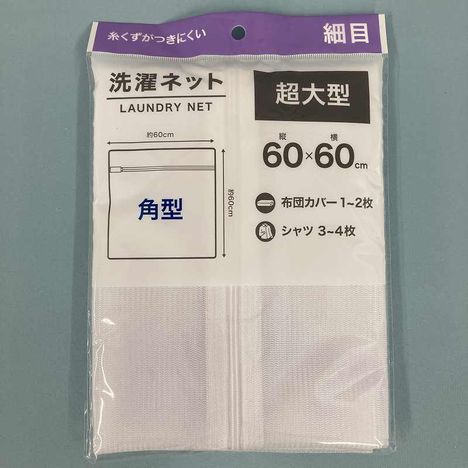 糸くずがつきにくい
細目
洗濯ネット
LAUNDRY NET
超大型
約60cm
約60cm
角型
縦 横
60×60cm
布団カバー 1~2枚
シャツ 3~4枚